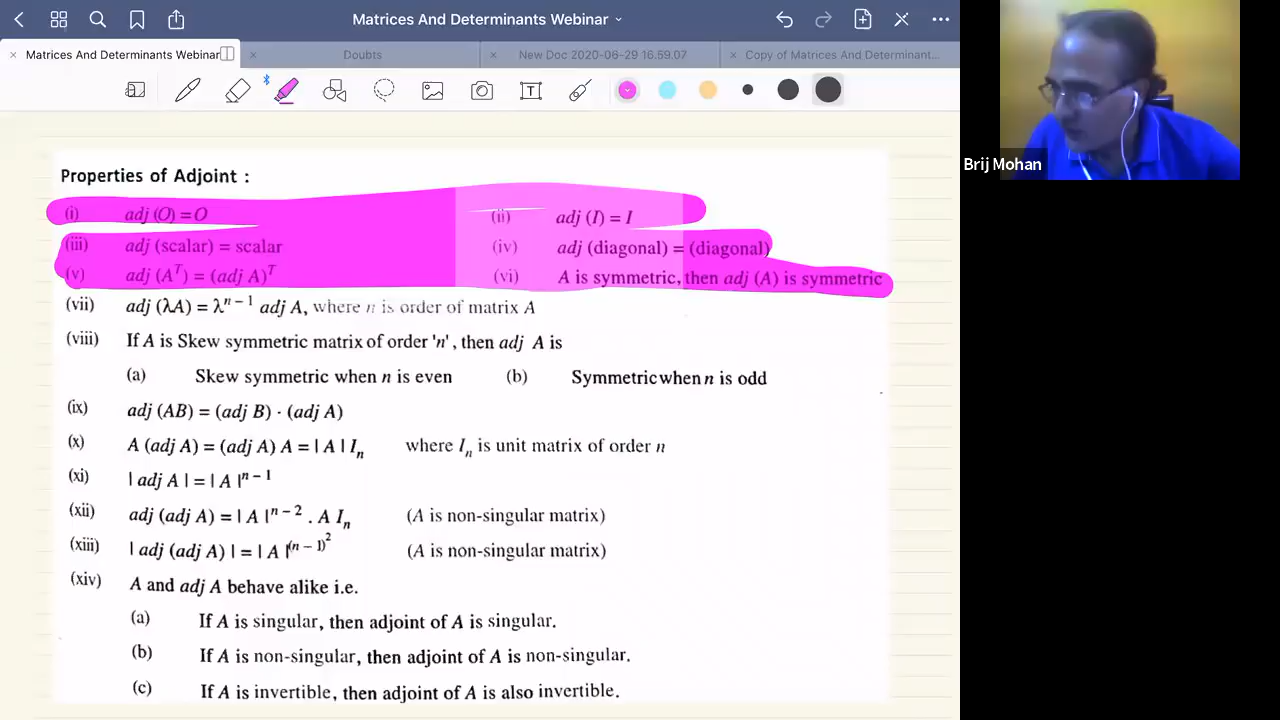 Matrices And Determinants Webinar
Matrices And Determinants Webinar
Doubts
New Doc 2020-06-29 16.59.07
Copy of Matrices And Determinant...
T
Brij Mohan
Properties of Adjoint :
(i) adj (O) = O (ii) adj (I) = I
(iii) adj (scalar) = scalar (iv) adj (diagonal) = (diagonal)
(v) adj (Aᵀ) = (adj A)ᵀ (vi) A is symmetric, then adj (A) is symmetric
(vii) adj (λA) = λⁿ⁻¹ adj A, where n is order of matrix A
(viii) If A is Skew symmetric matrix of order 'n', then adj A is
(a) Skew symmetric when n is even (b) Symmetric when n is odd
(ix) adj (AB) = (adj B) · (adj A)
(x) A (adj A) = (adj A) A = | A | Iₙ where Iₙ is unit matrix of order n
(xi) | adj A | = | A |ⁿ⁻¹
(xii) adj (adj A) = | A |ⁿ⁻² . A Iₙ (A is non-singular matrix)
(xiii) | adj (adj A) | = | A |^(n − 1)² (A is non-singular matrix)
(xiv) A and adj A behave alike i.e.
(a) If A is singular, then adjoint of A is singular.
(b) If A is non-singular, then adjoint of A is non-singular.
(c) If A is invertible, then adjoint of A is also invertible.